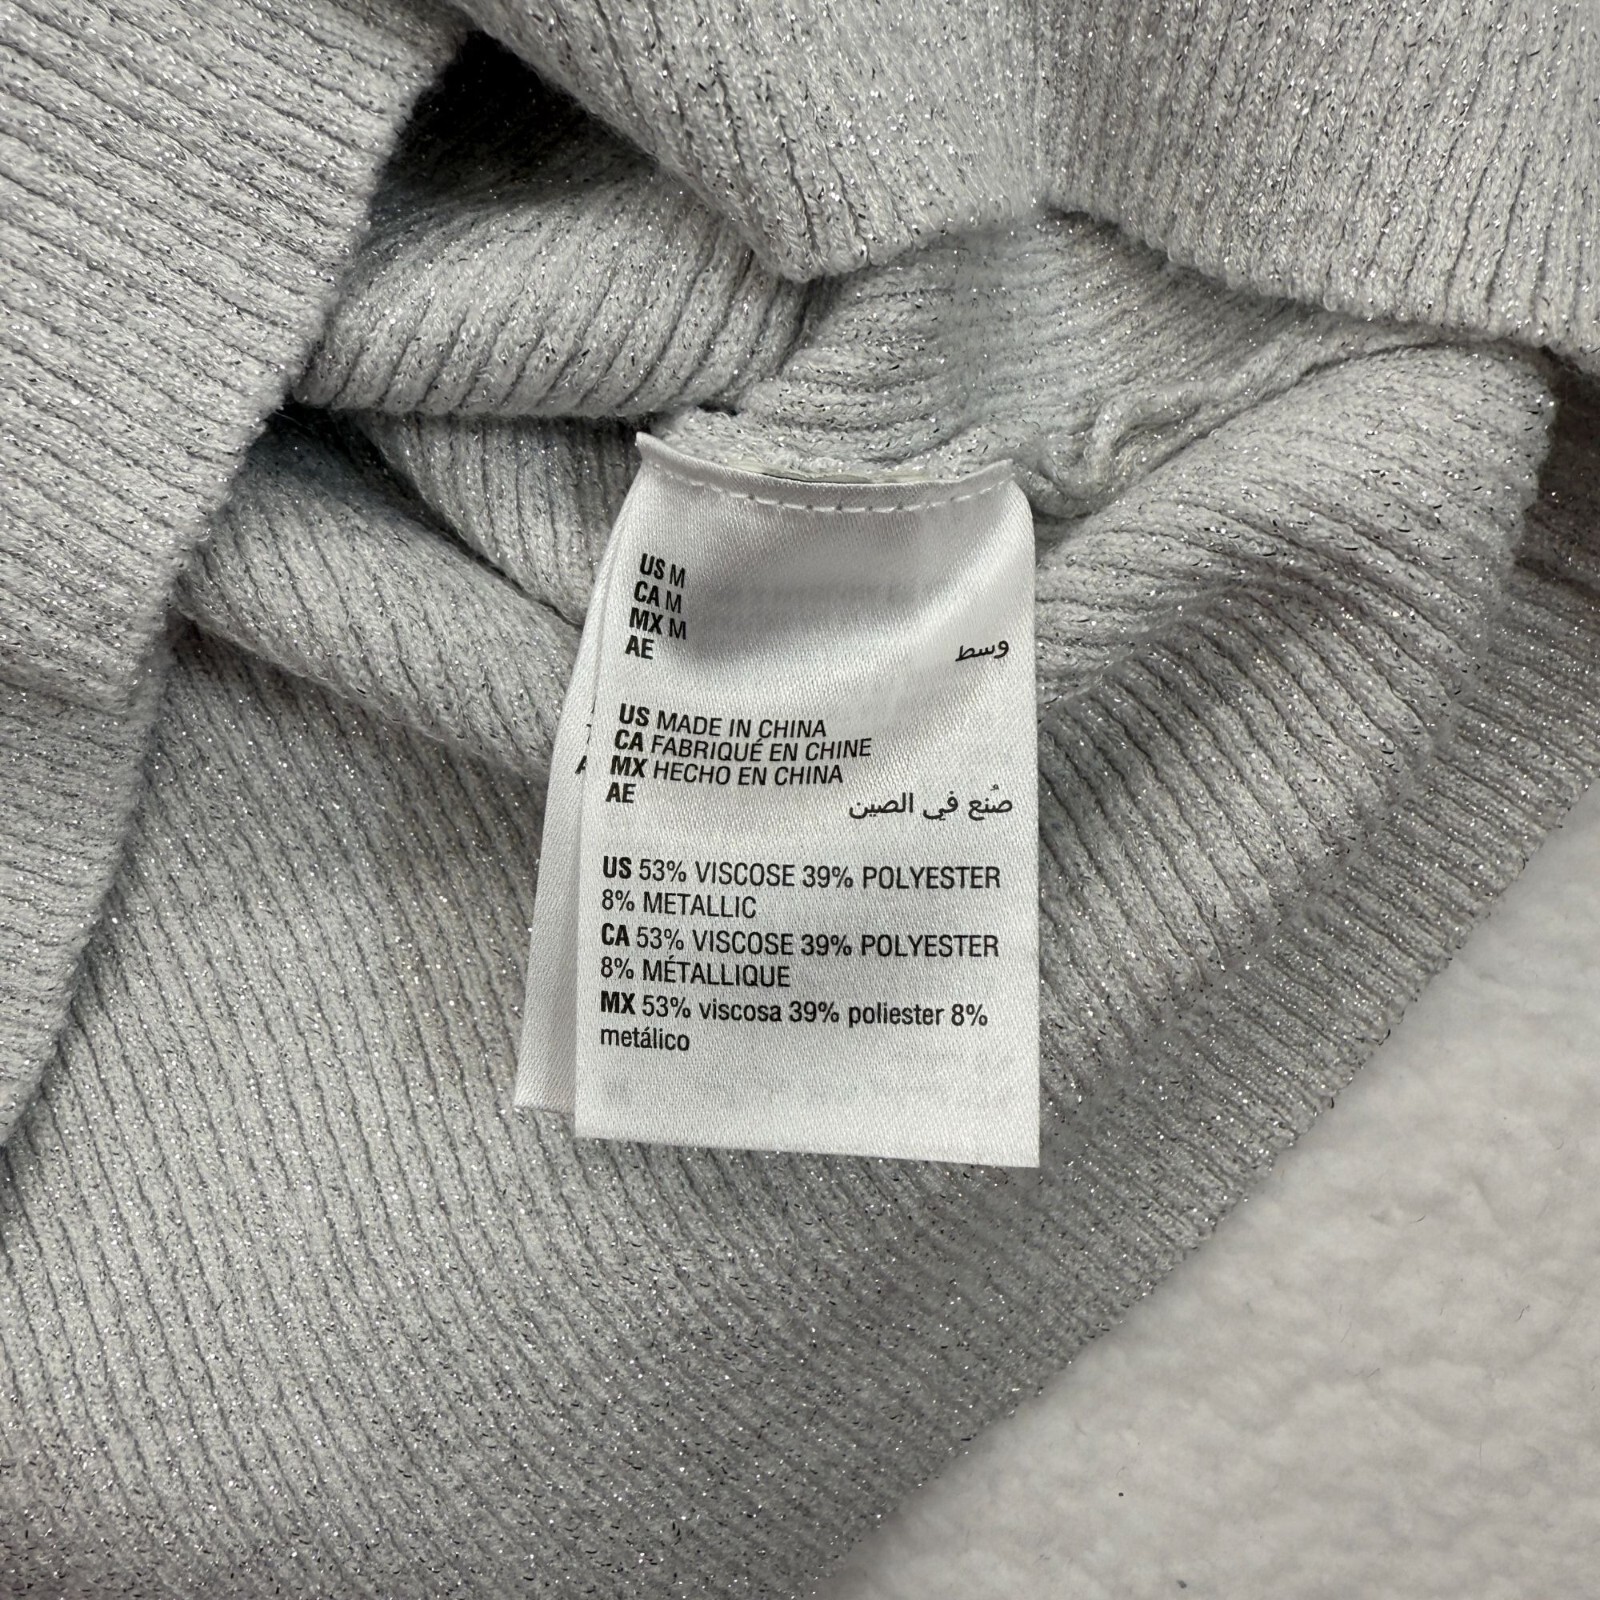 US M
CA M
MX M
AE وسط
US MADE IN CHINA
CA FABRIQUÉ EN CHINE
MX HECHO EN CHINA
AE صُنع في الصين
US 53% VISCOSE 39% POLYESTER
8% METALLIC
CA 53% VISCOSE 39% POLYESTER
8% MÉTALLIQUE
MX 53% viscosa 39% poliester 8%
metálico